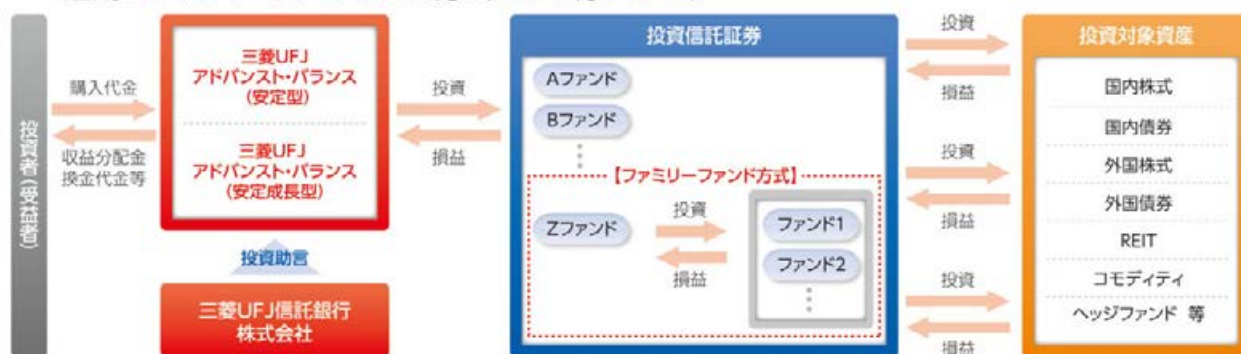 投資者(受益者)
購入代金
収益分配金
換金代金等
三菱UFJ
アドバンスト・バランス
(安定型)
三菱UFJ
アドバンスト・バランス
(安定成長型)
投資助言
三菱UFJ信託銀行
株式会社
投資
損益
投資信託証券
Aファンド
Bファンド
【ファミリーファンド方式】
Zファンド
投資
損益
ファンド1
ファンド2
投資
損益
投資
損益
投資
損益
投資対象資産
国内株式
国内債券
外国株式
外国債券
REIT
コモディティ
ヘッジファンド 等